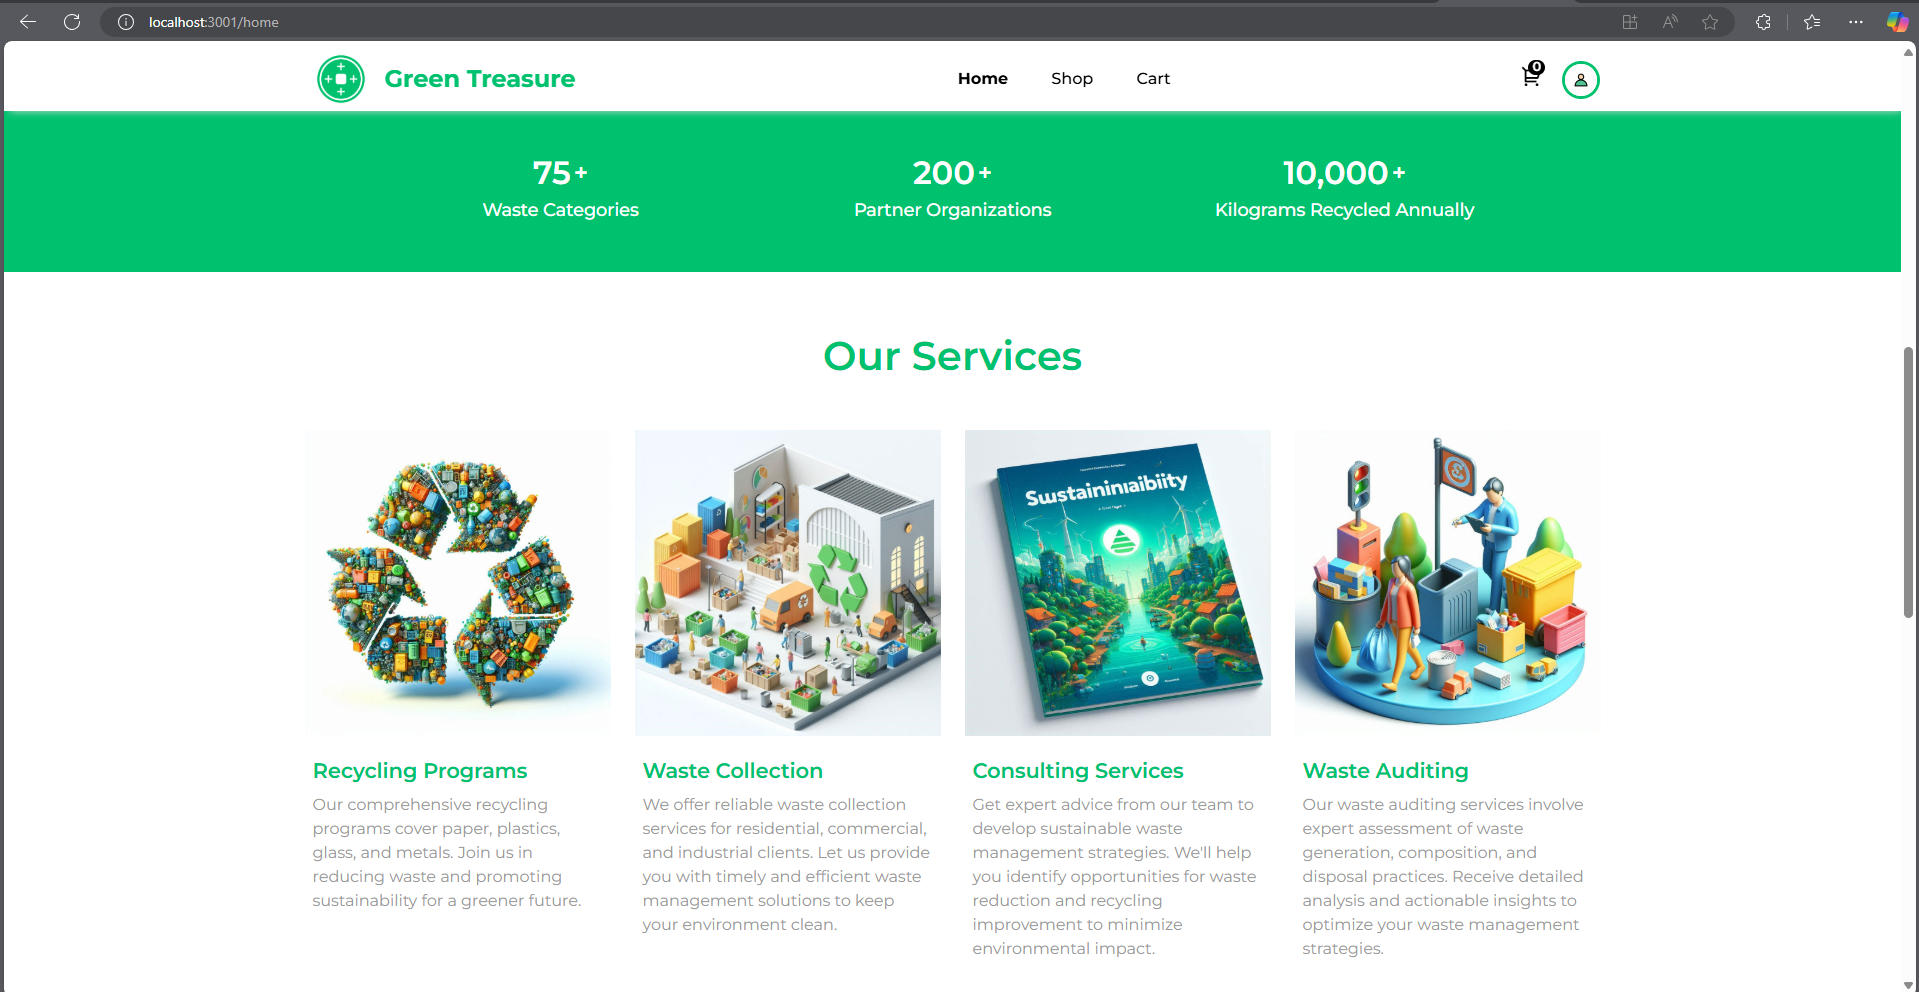 localhost:3001/home
Green Treasure
Home
Shop
Cart
0
75+
Waste Categories
200+
Partner Organizations
10,000+
Kilograms Recycled Annually
Our Services
Swstaininıaibiity
Recycling Programs
Our comprehensive recycling
programs cover paper, plastics,
glass, and metals. Join us in
reducing waste and promoting
sustainability for a greener future.
Waste Collection
We offer reliable waste collection
services for residential, commercial,
and industrial clients. Let us provide
you with timely and efficient waste
management solutions to keep
your environment clean.
Consulting Services
Get expert advice from our team to
develop sustainable waste
management strategies. We'll help
you identify opportunities for waste
reduction and recycling
improvement to minimize
environmental impact.
Waste Auditing
Our waste auditing services involve
expert assessment of waste
generation, composition, and
disposal practices. Receive detailed
analysis and actionable insights to
optimize your waste management
strategies.